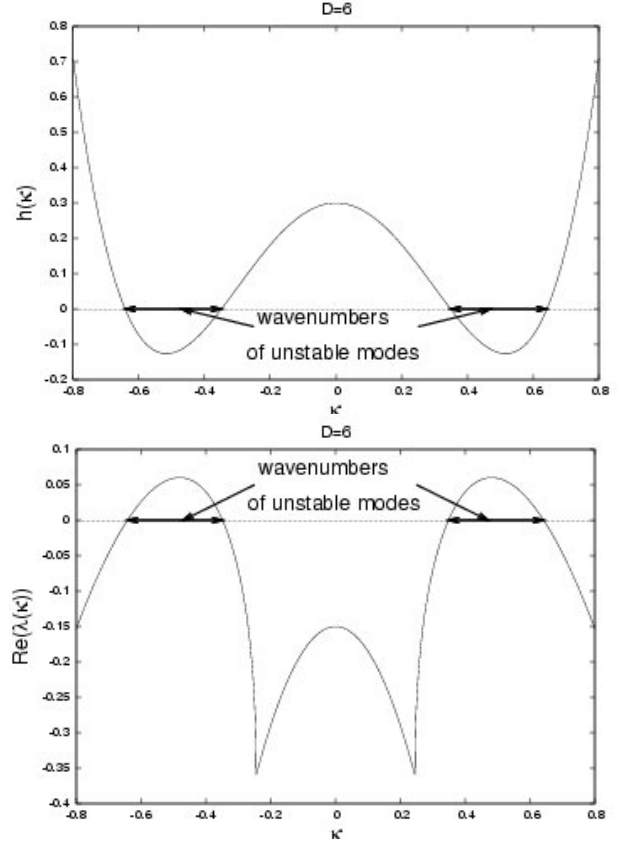 D=6
0.8
0.7
0.6
0.5
0.4
0.3
0.2
0.1
0
-0.1
-0.2
h(κ)
wavenumbers
of unstable modes
-0.8 -0.6 -0.4 -0.2 0 0.2 0.4 0.6 0.8
κ
D=6
0.1
0.05
0
-0.05
-0.1
-0.15
-0.2
-0.25
-0.3
-0.35
-0.4
Re(λ(κ))
wavenumbers
of unstable modes
-0.8 -0.6 -0.4 -0.2 0 0.2 0.4 0.6 0.8
κ